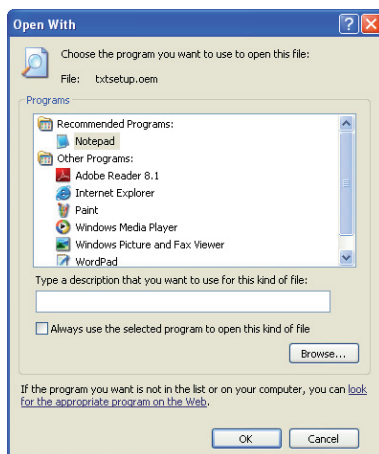 Open With
Choose the program you want to use to open this file:
File: txtsetup.oem
Programs
Recommended Programs:
Notepad
Other Programs:
Adobe Reader 8.1
Internet Explorer
Paint
Windows Media Player
Windows Picture and Fax Viewer
WordPad
Type a description that you want to use for this kind of file:
Always use the selected program to open this kind of file
Browse...
If the program you want is not in the list or on your computer, you can look
for the appropriate program on the Web.
OK Cancel